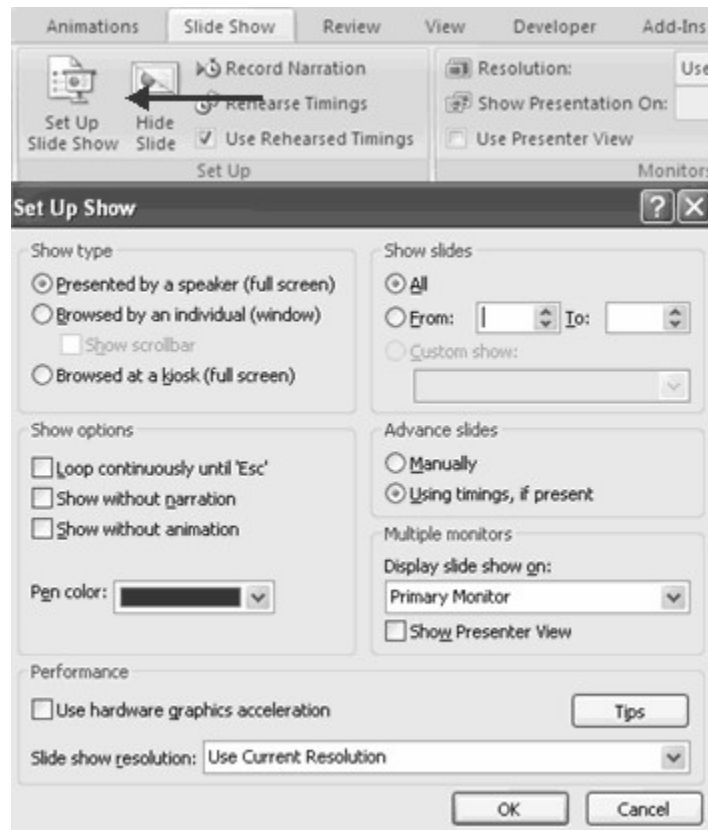 Animations Slide Show Review View Developer Add-Ins
Set Up Slide Show
Hide Slide
Record Narration
Rehearse Timings
Use Rehearsed Timings
Set Up
Resolution: Use
Show Presentation On:
Use Presenter View
Monitors
Set Up Show
Show type
Presented by a speaker (full screen)
Browsed by an individual (window)
Show scrollbar
Browsed at a kiosk (full screen)
Show slides
All
From: To:
Custom show:
Show options
Loop continuously until 'Esc'
Show without narration
Show without animation
Pen color:
Advance slides
Manually
Using timings, if present
Multiple monitors
Display slide show on:
Primary Monitor
Show Presenter View
Performance
Use hardware graphics acceleration
Tips
Slide show resolution: Use Current Resolution
OK Cancel